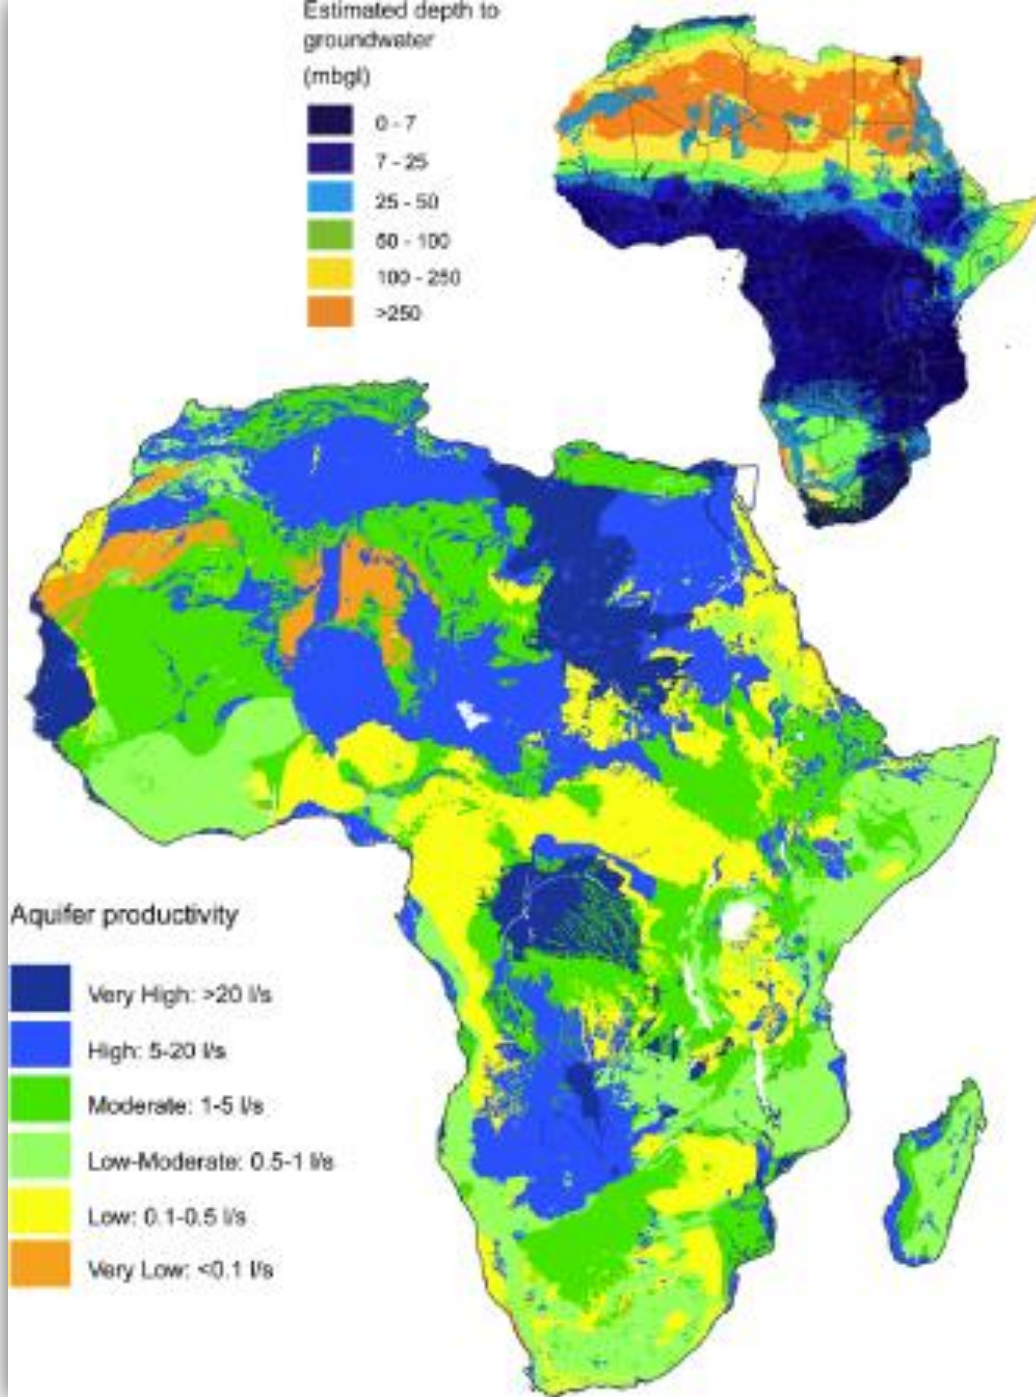 Estimated depth to
groundwater
(mbgl)
0 - 7
7 - 25
25 - 50
50 - 100
100 - 250
>250
Aquifer productivity
Very High: >20 l/s
High: 5-20 l/s
Moderate: 1-5 l/s
Low-Moderate: 0.5-1 l/s
Low: 0.1-0.5 l/s
Very Low: <0.1 l/s